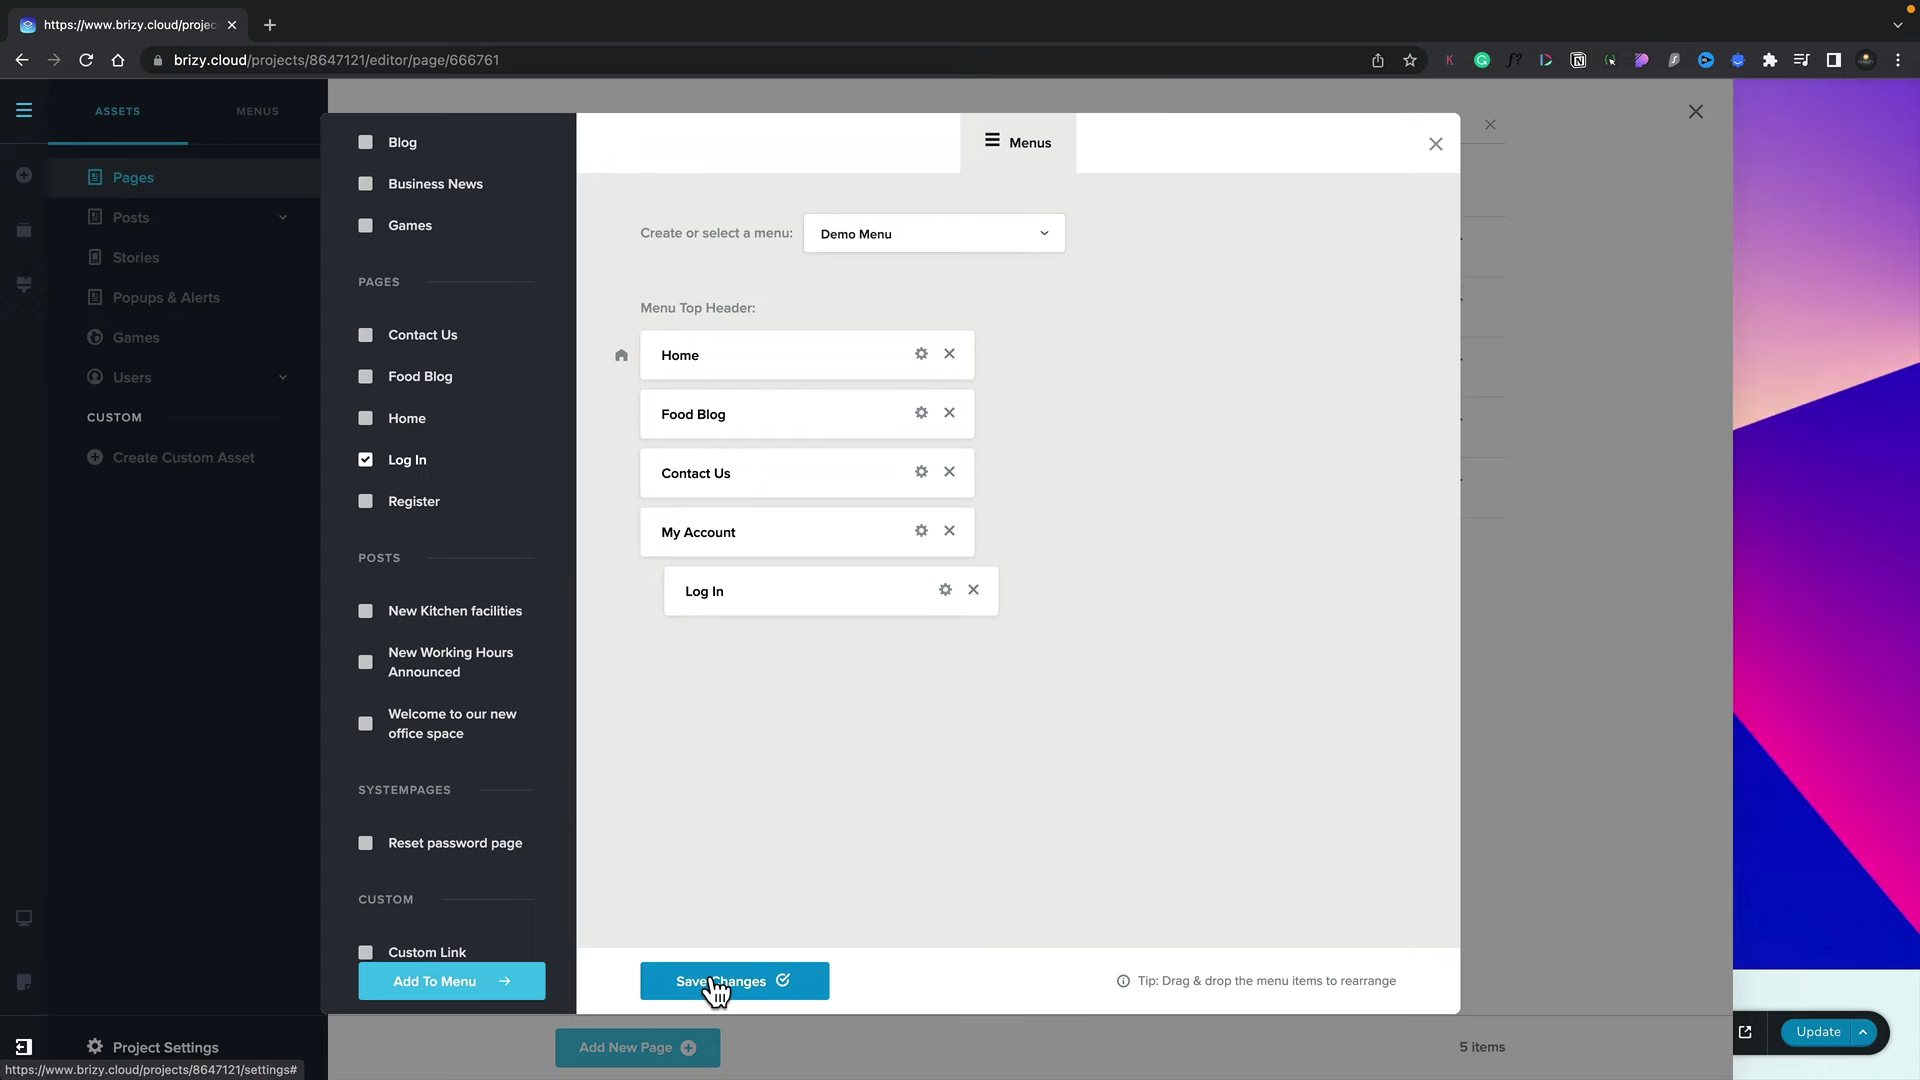 https://www.brizy.cloud/projec
brizy.cloud/projects/8647121/editor/page/666761
ASSETS
MENUS
Pages
Posts
Stories
Popups & Alerts
Games
Users
CUSTOM
Create Custom Asset
Project Settings
https://www.brizy.cloud/projects/8647121/settings#
Blog
Business News
Games
PAGES
Contact Us
Food Blog
Home
Log In
Register
POSTS
New Kitchen facilities
New Working Hours
Announced
Welcome to our new
office space
SYSTEMPAGES
Reset password page
CUSTOM
Custom Link
Add To Menu
Menus
Create or select a menu:
Demo Menu
Menu Top Header:
Home
Food Blog
Contact Us
My Account
Log In
Save Changes
Tip: Drag & drop the menu items to rearrange
Add New Page
5 items
Update